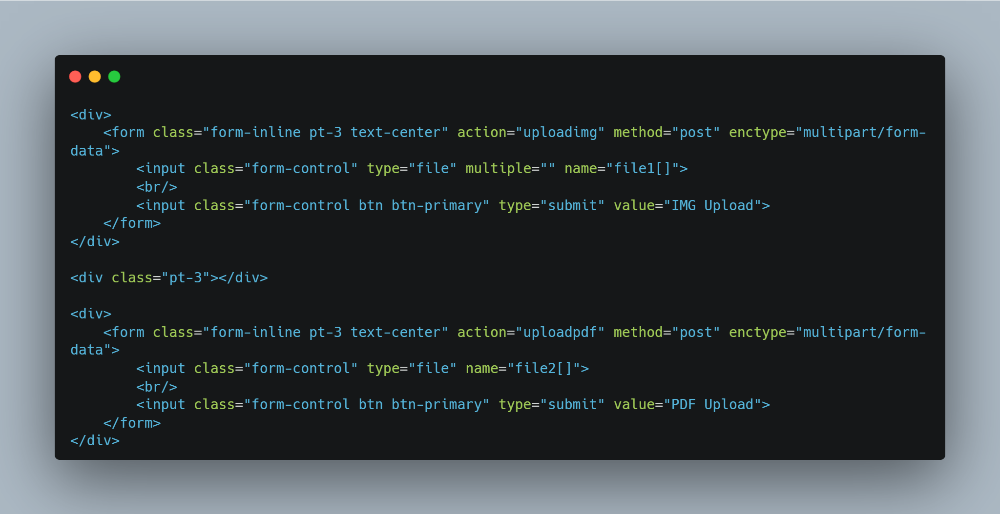 <div>
    <form class="form-inline pt-3 text-center" action="uploadimg" method="post" enctype="multipart/form-
data">
        <input class="form-control" type="file" multiple="" name="file1[]">
        <br/>
        <input class="form-control btn btn-primary" type="submit" value="IMG Upload">
    </form>
</div>

<div class="pt-3"></div>

<div>
    <form class="form-inline pt-3 text-center" action="uploadpdf" method="post" enctype="multipart/form-
data">
        <input class="form-control" type="file" name="file2[]">
        <br/>
        <input class="form-control btn btn-primary" type="submit" value="PDF Upload">
    </form>
</div>